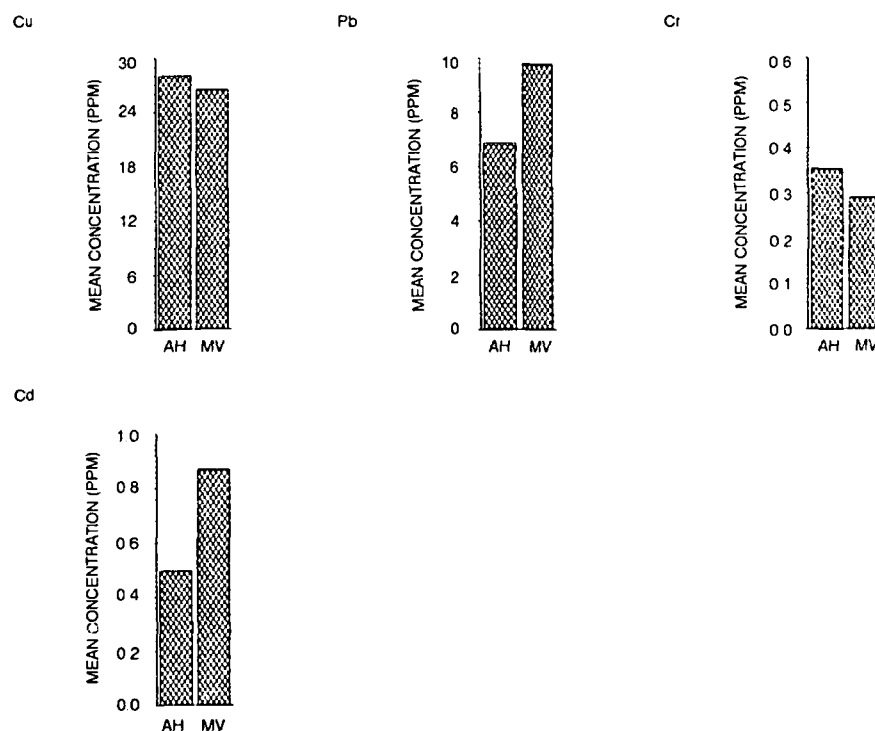 Cu
MEAN CONCENTRATION (PPM)
30
24
18
12
6
0
AH MV
Pb
MEAN CONCENTRATION (PPM)
10
8
6
4
2
0
AH MV
Cr
MEAN CONCENTRATION (PPM)
0 6
0 5
0 4
0 3
0 2
0 1
0 0
AH MV
Cd
MEAN CONCENTRATION (PPM)
1 0
0 8
0 6
0 4
0 2
0.0
AH MV